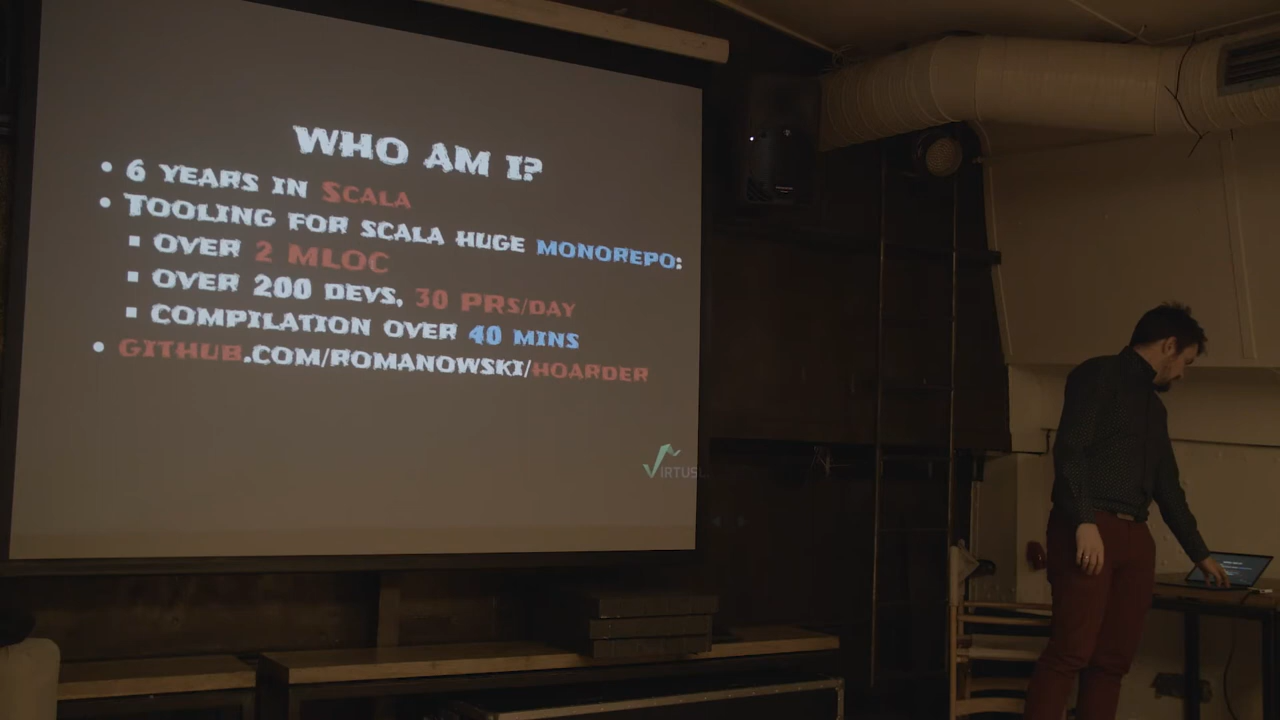 Who am I?
• 6 years in Scala
• Tooling for Scala huge monorepo:
▪ over 2 MLOC
▪ over 200 devs, 30 PRs/day
▪ compilation over 40 mins
• github.com/romanowski/hoarder
VIRTUSL